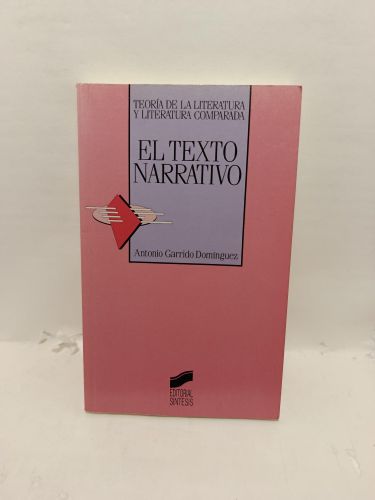 TEORÍA DE LA LITERATURA
Y LITERATURA COMPARADA
EL TEXTO
NARRATIVO
Antonio Garrido Domínguez
EDITORIAL
SINTESIS